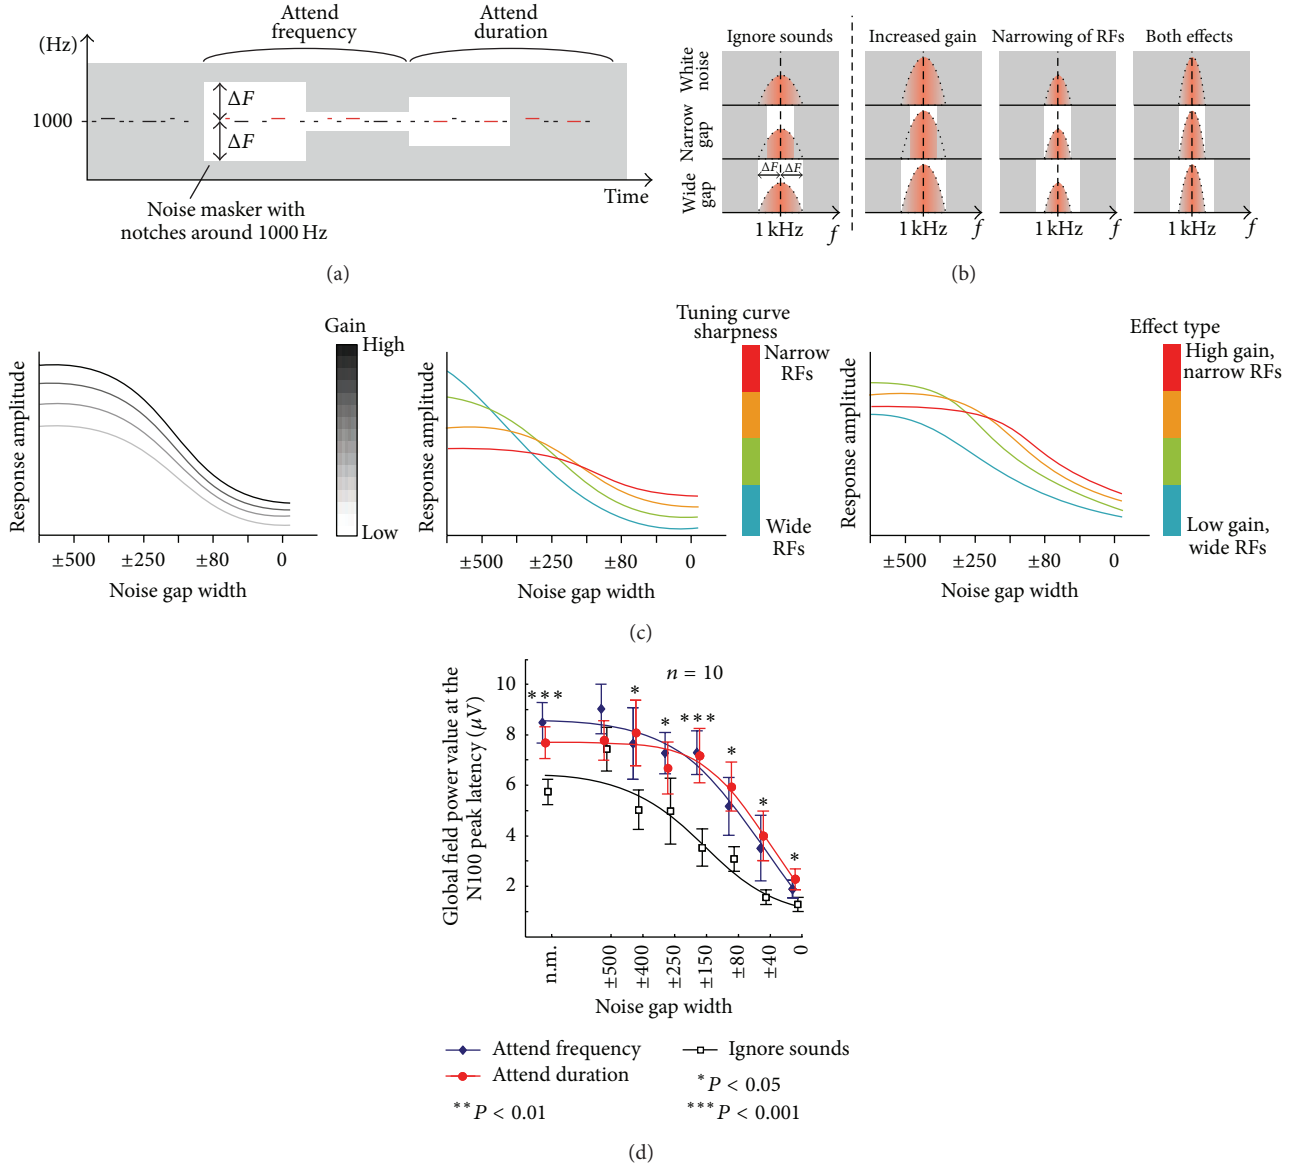 Attend
frequency
Attend
duration
(Hz)
1000
ΔF
ΔF
Time
Noise masker with
notches around 1000 Hz
(a)
Ignore sounds
Increased gain
Narrowing of RFs
Both effects
White
noise
Narrow
gap
Wide
gap
ΔF
ΔF
1 kHz
f
1 kHz
f
1 kHz
f
1 kHz
f
(b)
Gain
High
Low
Response amplitude
±500
±250
±80
0
Noise gap width
Tuning curve
sharpness
Narrow
RFs
Wide
RFs
Response amplitude
±500
±250
±80
0
Noise gap width
Effect type
High gain,
narrow RFs
Low gain,
wide RFs
Response amplitude
±500
±250
±80
0
Noise gap width
(c)
Global field power value at the
N100 peak latency (μV)
10
8
6
4
2
n = 10
***
*
*
***
*
*
*
n.m.
±500
±400
±250
±150
±80
±40
0
Noise gap width
Attend frequency
Ignore sounds
Attend duration
*P < 0.05
**P < 0.01
***P < 0.001
(d)